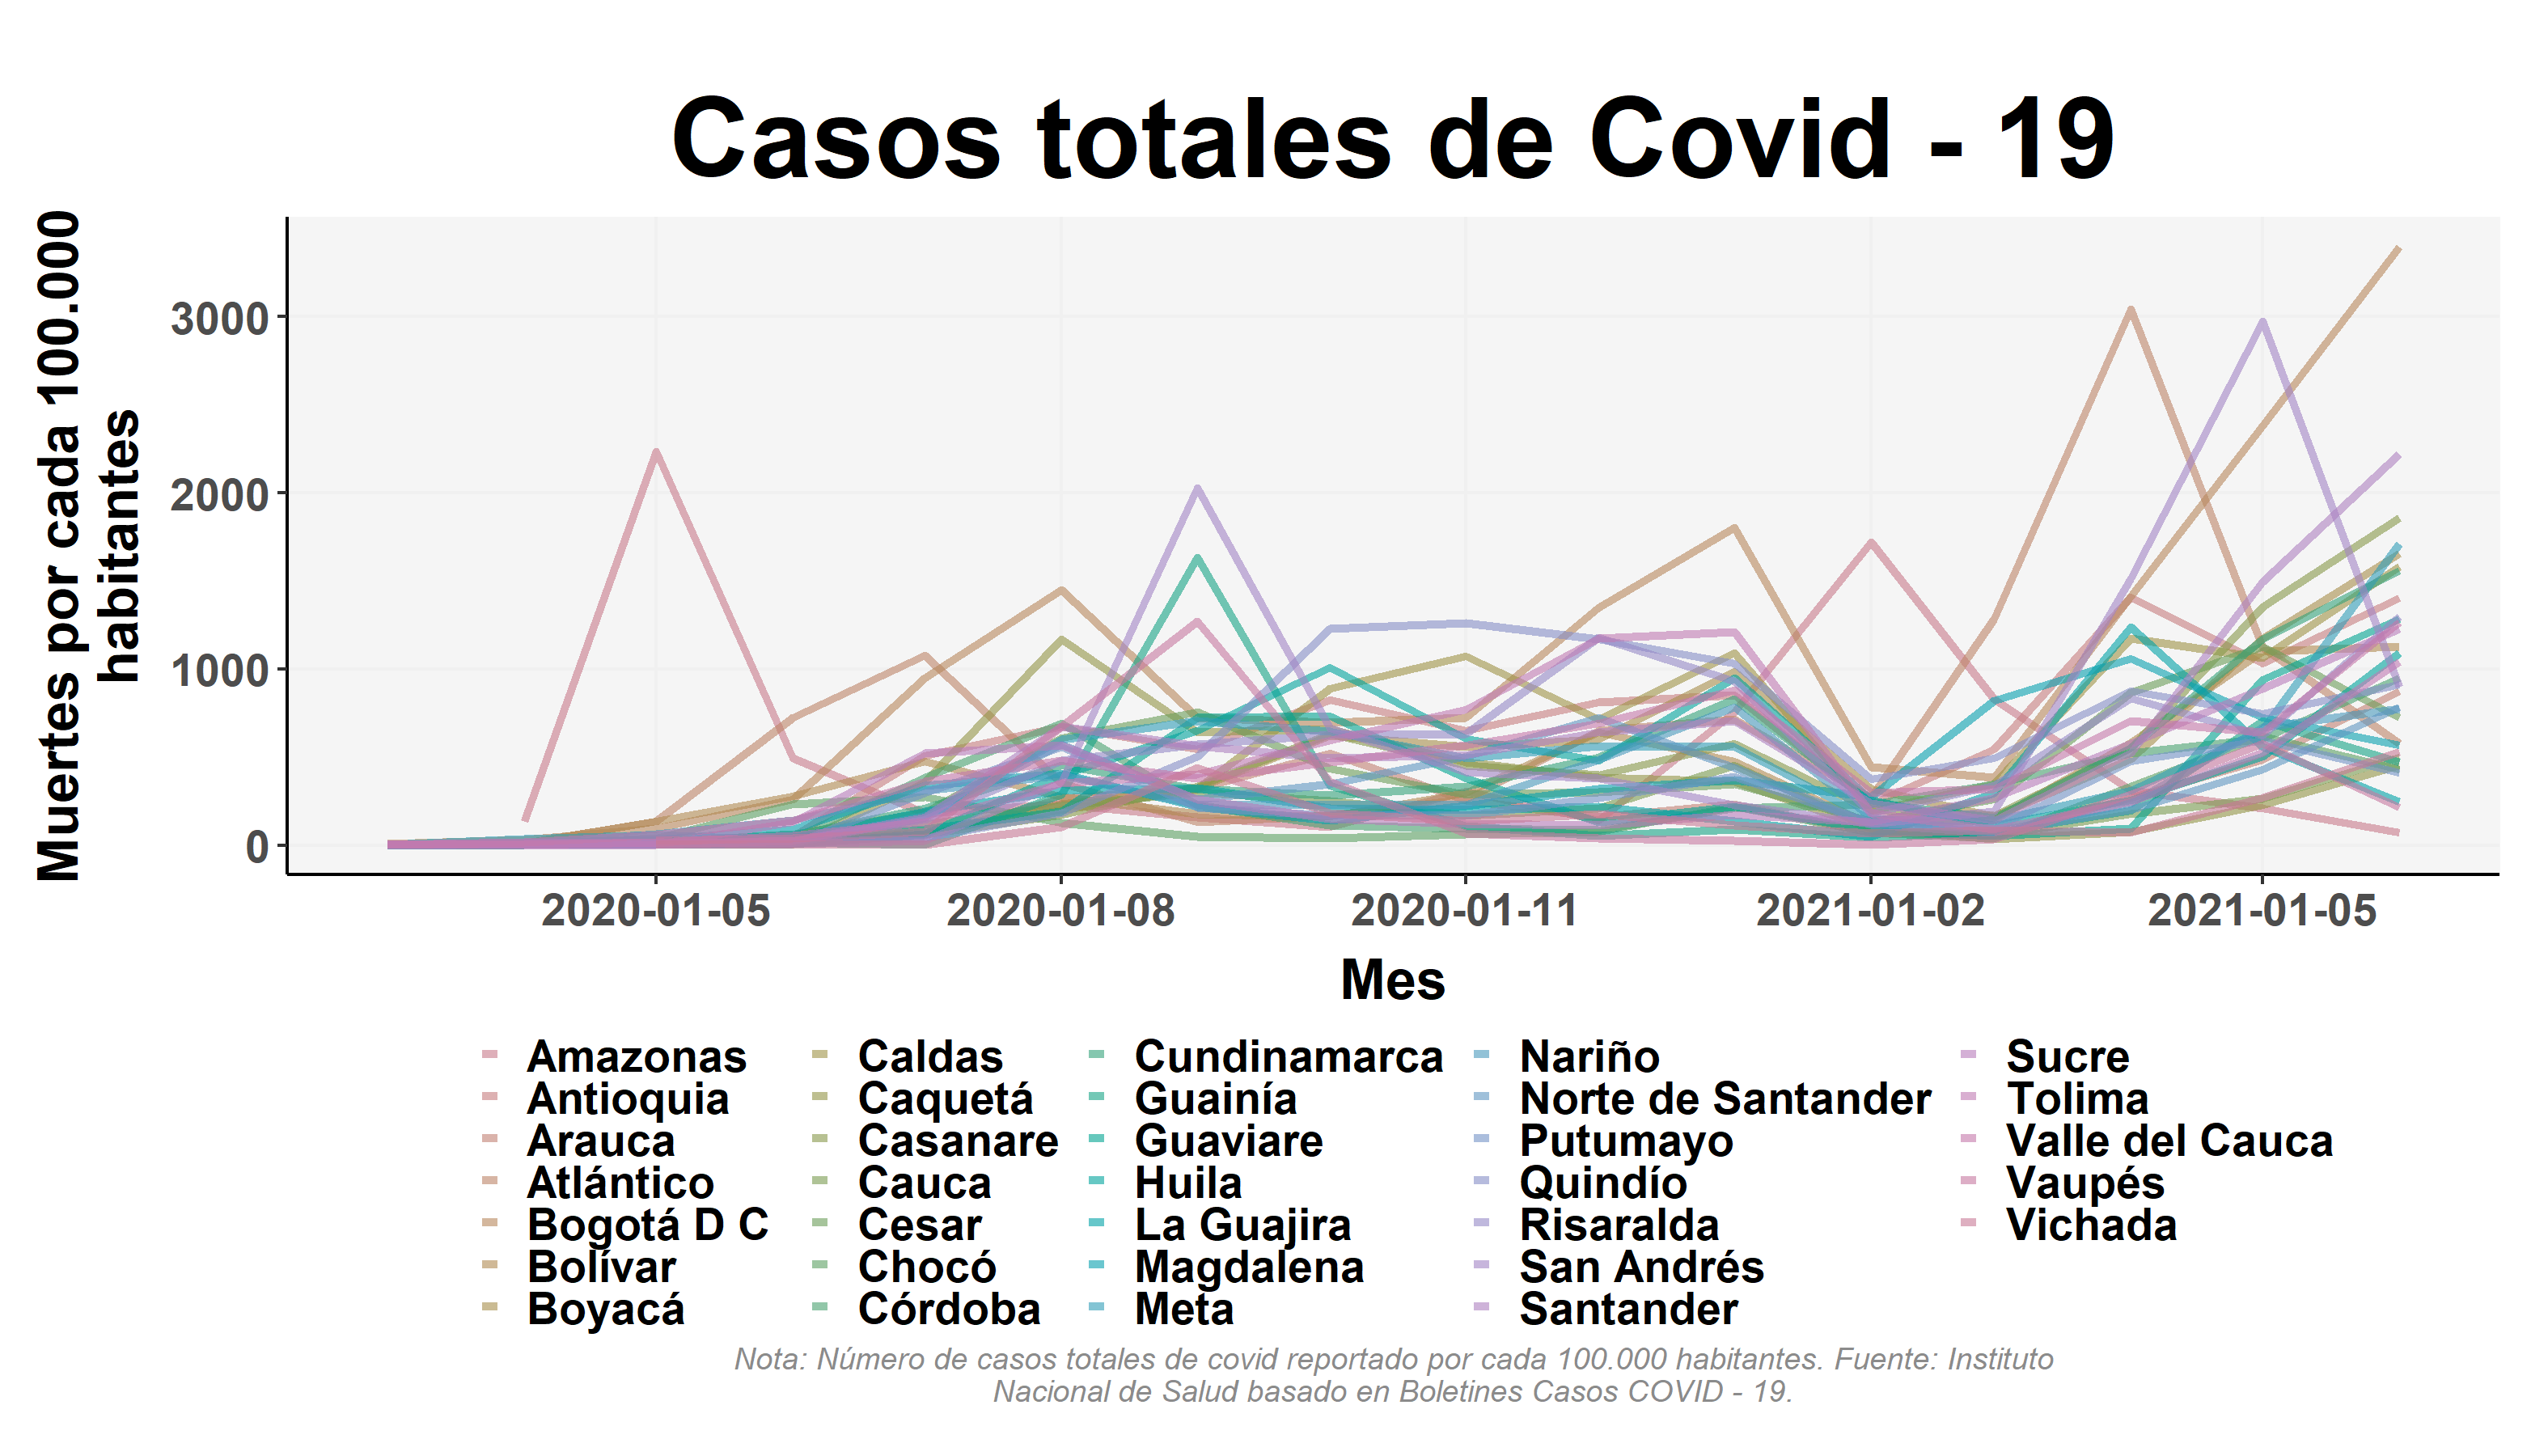 Casos totales de Covid - 19
Muertes por cada 100.000
habitantes
3000
2000
1000
0
2020-01-05
2020-01-08
2020-01-11
2021-01-02
2021-01-05
Mes
Amazonas
Antioquia
Arauca
Atlántico
Bogotá D C
Bolívar
Boyacá
Caldas
Caquetá
Casanare
Cauca
Cesar
Chocó
Córdoba
Cundinamarca
Guainía
Guaviare
Huila
La Guajira
Magdalena
Meta
Nariño
Norte de Santander
Putumayo
Quindío
Risaralda
San Andrés
Santander
Sucre
Tolima
Valle del Cauca
Vaupés
Vichada
Nota: Número de casos totales de covid reportado por cada 100.000 habitantes. Fuente: Instituto
Nacional de Salud basado en Boletines Casos COVID - 19.